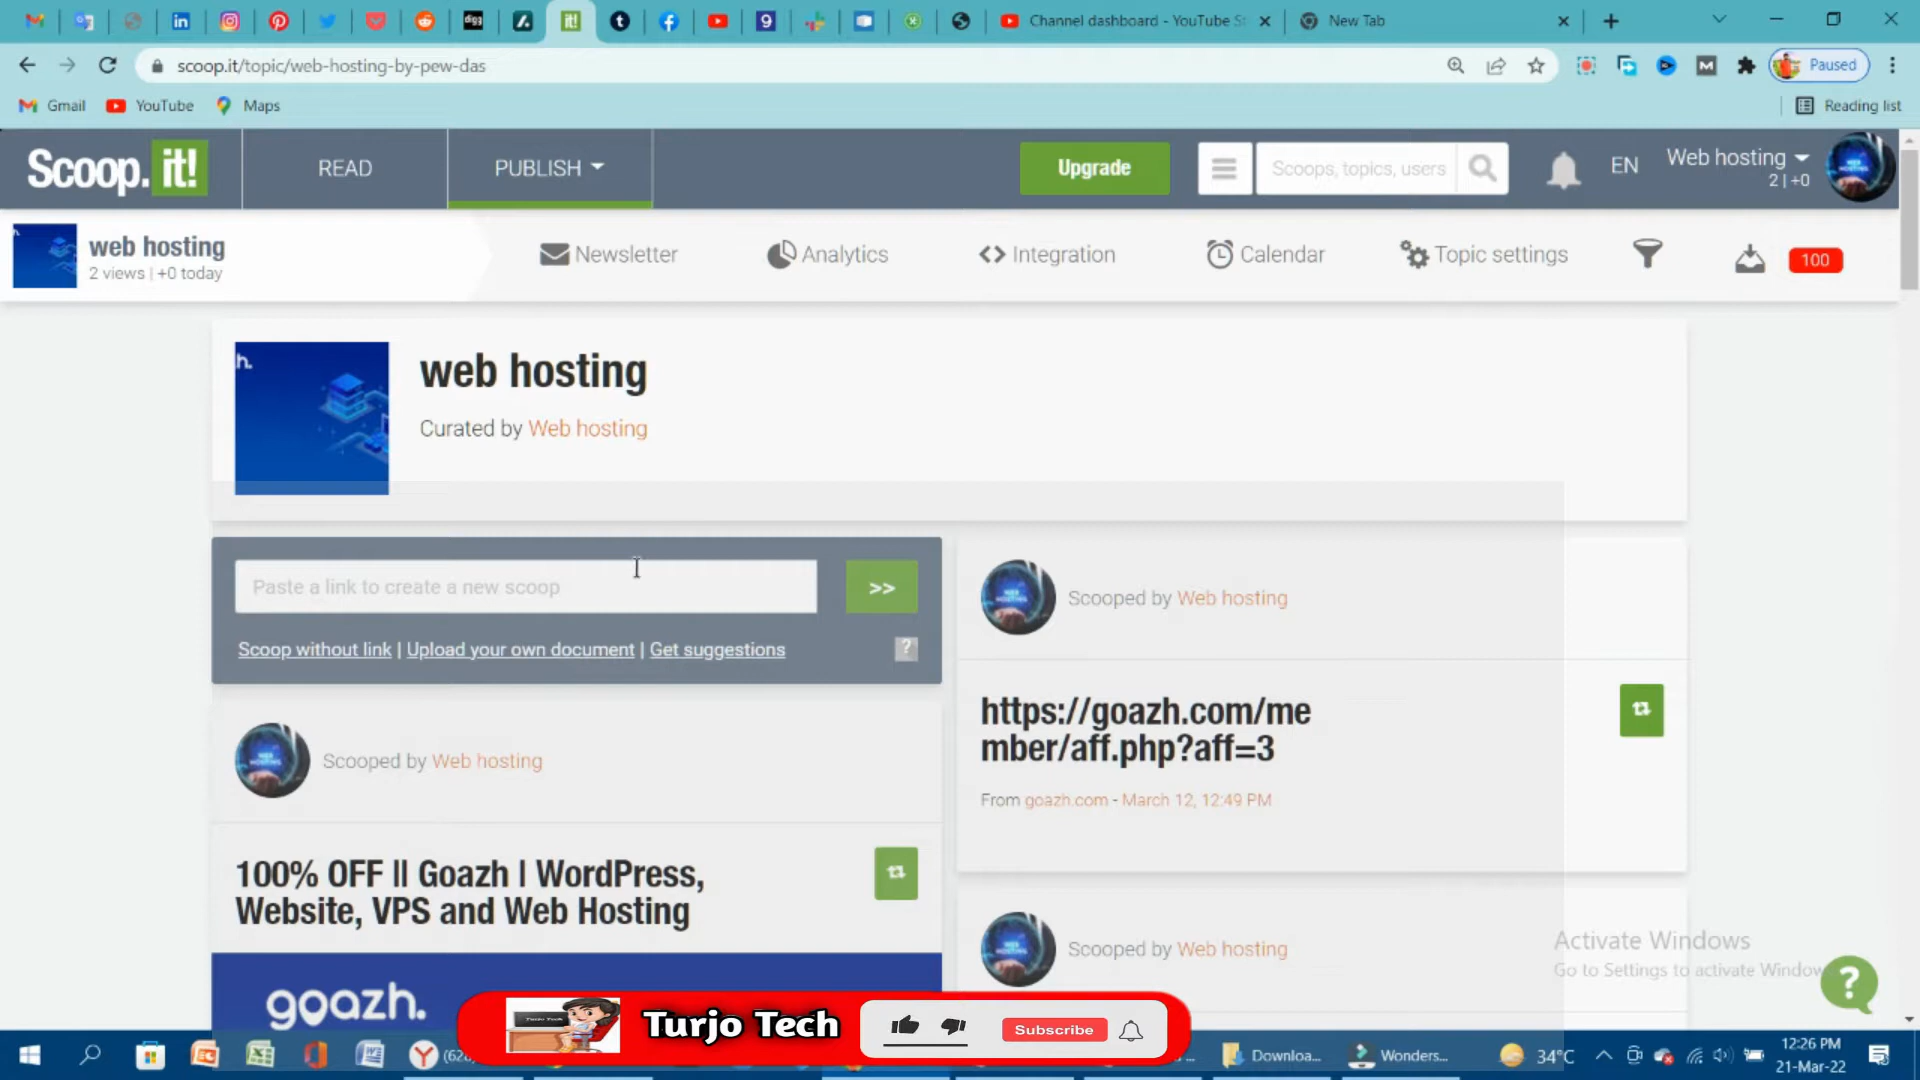 Channel dashboard - YouTube S
New Tab
scoop.it/topic/web-hosting-by-pew-das
Paused
Gmail
YouTube
Maps
Reading list
Scoop.it!
READ
PUBLISH
Upgrade
Scoops, topics, users
EN
Web hosting
2 | +0
web hosting
2 views | +0 today
Newsletter
Analytics
Integration
Calendar
Topic settings
100
h.
web hosting
Curated by Web hosting
Paste a link to create a new scoop
>>
Scoop without link | Upload your own document | Get suggestions
?
Scooped by Web hosting
100% OFF || Goazh | WordPress,
Website, VPS and Web Hosting
goazh.
Scooped by Web hosting
https://goazh.com/me
mber/aff.php?aff=3
From goazh.com - March 12, 12:49 PM
Scooped by Web hosting
Activate Windows
Go to Settings to activate Window
?
Turjo Tech
Turjo Tech
Subscribe
Downloa...
Wonders...
34°C
12:26 PM
21-Mar-22